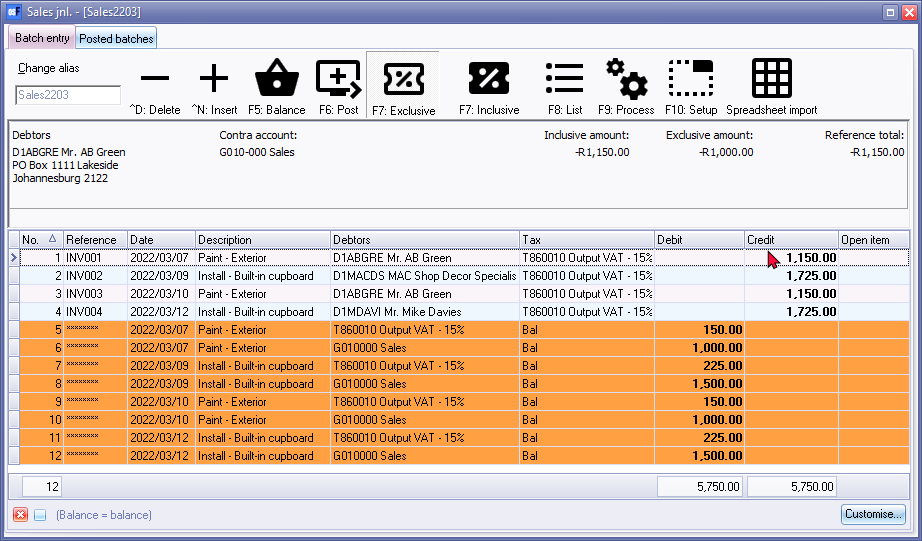 Sales jnl. - [Sales2203]
Batch entry Posted batches
Change alias
Sales2203
^D: Delete ^N: Insert F5: Balance F6: Post F7: Exclusive F7: Inclusive F8: List F9: Process F10: Setup Spreadsheet import
Debtors Contra account: Inclusive amount: Exclusive amount: Reference total:
D1ABGRE Mr. AB Green G010-000 Sales -R1,150.00 -R1,000.00 -R1,150.00
PO Box 1111 Lakeside
Johannesburg 2122
No. Reference Date Description Debtors Tax Debit Credit Open item
1 INV001 2022/03/07 Paint - Exterior D1ABGRE Mr. AB Green T860010 Output VAT - 15% 1,150.00
2 INV002 2022/03/09 Install - Built-in cupboard D1MACDS MAC Shop Decor Specialis T860010 Output VAT - 15% 1,725.00
3 INV003 2022/03/10 Paint - Exterior D1ABGRE Mr. AB Green T860010 Output VAT - 15% 1,150.00
4 INV004 2022/03/12 Install - Built-in cupboard D1MDAVI Mr. Mike Davies T860010 Output VAT - 15% 1,725.00
5 ******** 2022/03/07 Paint - Exterior T860010 Output VAT - 15% Bal 150.00
6 ******** 2022/03/07 Paint - Exterior G010000 Sales Bal 1,000.00
7 ******** 2022/03/09 Install - Built-in cupboard T860010 Output VAT - 15% Bal 225.00
8 ******** 2022/03/09 Install - Built-in cupboard G010000 Sales Bal 1,500.00
9 ******** 2022/03/10 Paint - Exterior T860010 Output VAT - 15% Bal 150.00
10 ******** 2022/03/10 Paint - Exterior G010000 Sales Bal 1,000.00
11 ******** 2022/03/12 Install - Built-in cupboard T860010 Output VAT - 15% Bal 225.00
12 ******** 2022/03/12 Install - Built-in cupboard G010000 Sales Bal 1,500.00
12 5,750.00 5,750.00
(Balance = balance) Customise...